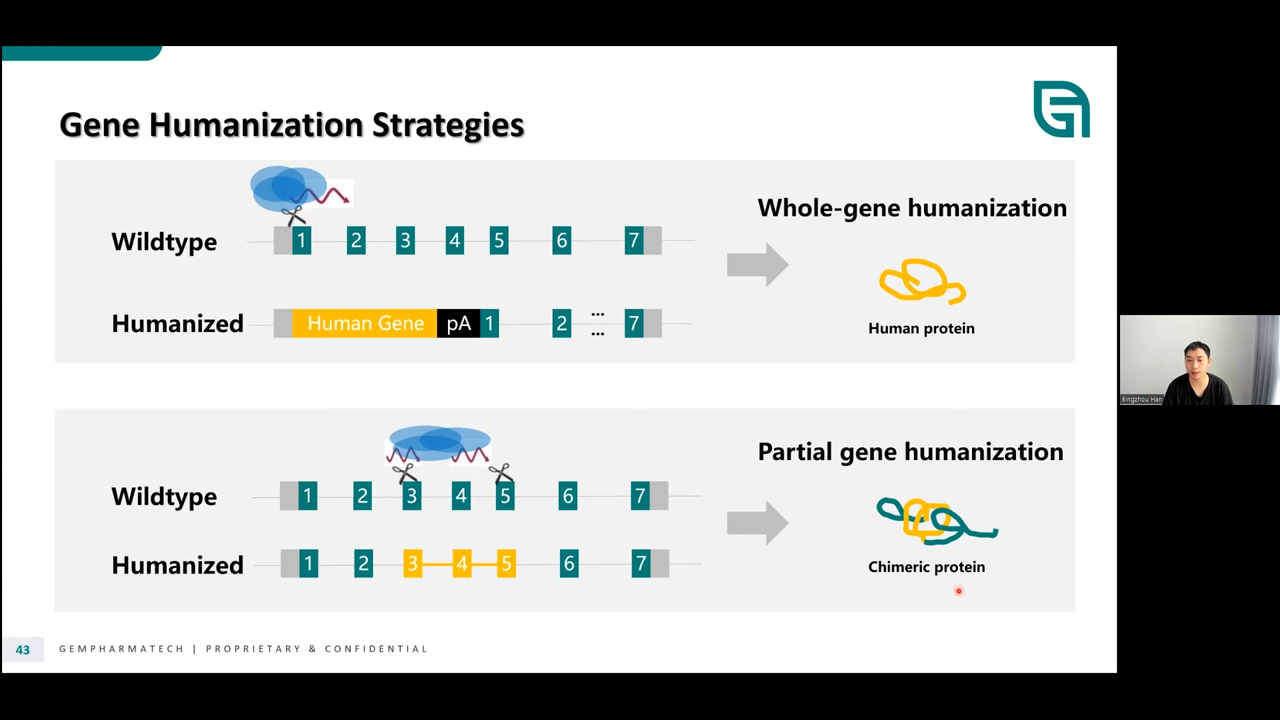 Gene Humanization Strategies
Whole-gene humanization
Wildtype 1 2 3 4 5 6 7
Humanized Human Gene pA 1 2 ... ... 7
Human protein
Partial gene humanization
Wildtype 1 2 3 4 5 6 7
Humanized 1 2 3 4 5 6 7
Chimeric protein
43 GEMPHARMATECH | PROPRIETARY & CONFIDENTIAL
Bingzhou Han